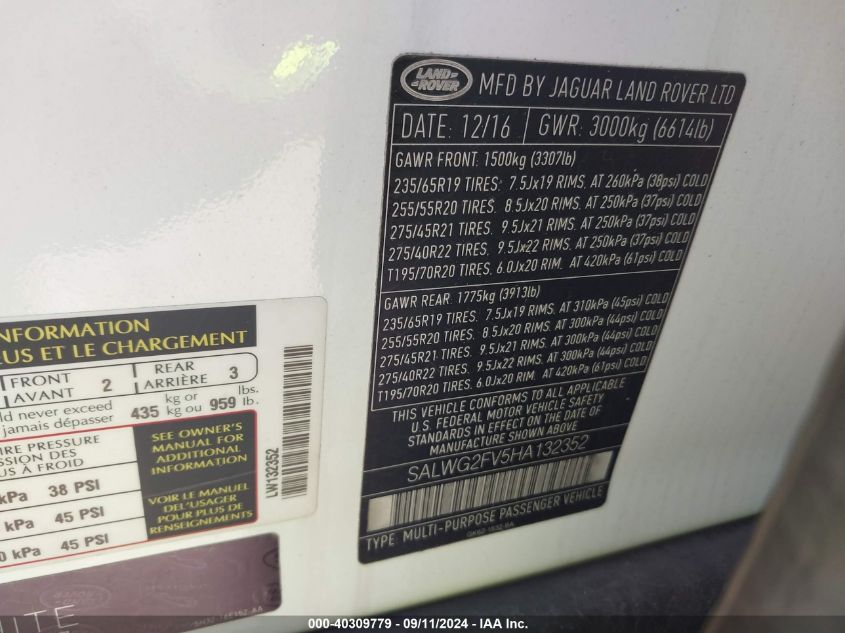 LAND
ROVER
MFD BY JAGUAR LAND ROVER LTD
DATE: 12/16
GWR: 3000kg (6614lb)
GAWR FRONT: 1500kg (3307lb)
235/65R19 TIRES: 7.5Jx19 RIMS, AT 260kPa (38psi) COLD
255/55R20 TIRES, 8.5Jx20 RIMS, AT 250kPa (37psi) COLD
275/45R21 TIRES, 9.5Jx21 RIMS, AT 250kPa (37psi) COLD
275/40R22 TIRES, 9.5Jx22 RIMS, AT 250kPa (37psi) COLD
T195/70R20 TIRES, 6.0Jx20 RIM, AT 420kPa (61psi) COLD
GAWR REAR: 1775kg (3913lb)
235/65R19 TIRES, 7.5Jx19 RIMS, AT 310kPa (45psi) COLD
255/55R20 TIRES, 8.5Jx20 RIMS, AT 300kPa (44psi) COLD
275/45R21 TIRES, 9.5Jx21 RIMS, AT 300kPa (44psi) COLD
275/40R22 TIRES, 9.5Jx22 RIMS, AT 300kPa (44psi) COLD
T195/70R20 TIRES, 6.0Jx20 RIM, AT 420kPa (61psi) COLD
THIS VEHICLE CONFORMS TO ALL APPLICABLE
U.S. FEDERAL MOTOR VEHICLE SAFETY
STANDARDS IN EFFECT ON THE DATE OF
MANUFACTURE SHOWN ABOVE.
SALWG2FV5HA132352
TYPE: MULTI-PURPOSE PASSENGER VEHICLE
INFORMATION
US ET LE CHARGEMENT
FRONT
AVANT 2
REAR
ARRIÈRE 3
ld never exceed
jamais dépasser
435 kg or
kg ou 959 lbs.
lb.
IRE PRESSURE
SSION DES
US À FROID
kPa 38 PSI
kPa 45 PSI
0 kPa 45 PSI
SEE OWNER'S
MANUAL FOR
ADDITIONAL
INFORMATION
VOIR LE MANUEL
DEL'USAGER
POUR PLUS DE
RENSEIGNEMENTS
LW132352
LAND
ROVER
ITE
000-40309779 - 09/11/2024 - IAA Inc.